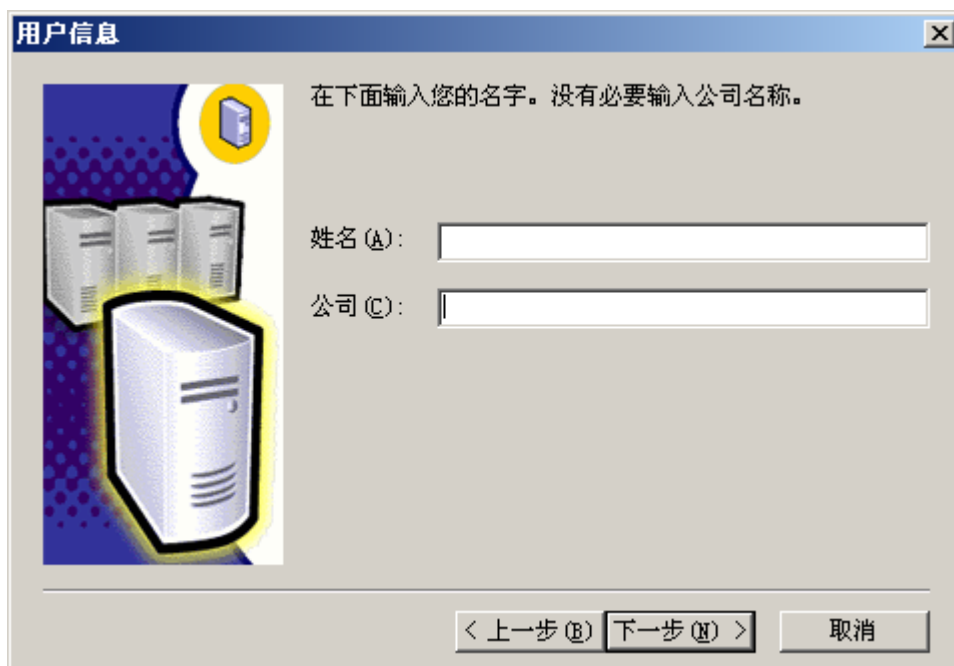 用户信息
在下面输入您的名字。没有必要输入公司名称。
姓名(A):
公司(C):
< 上一步(B) 下一步(N) > 取消